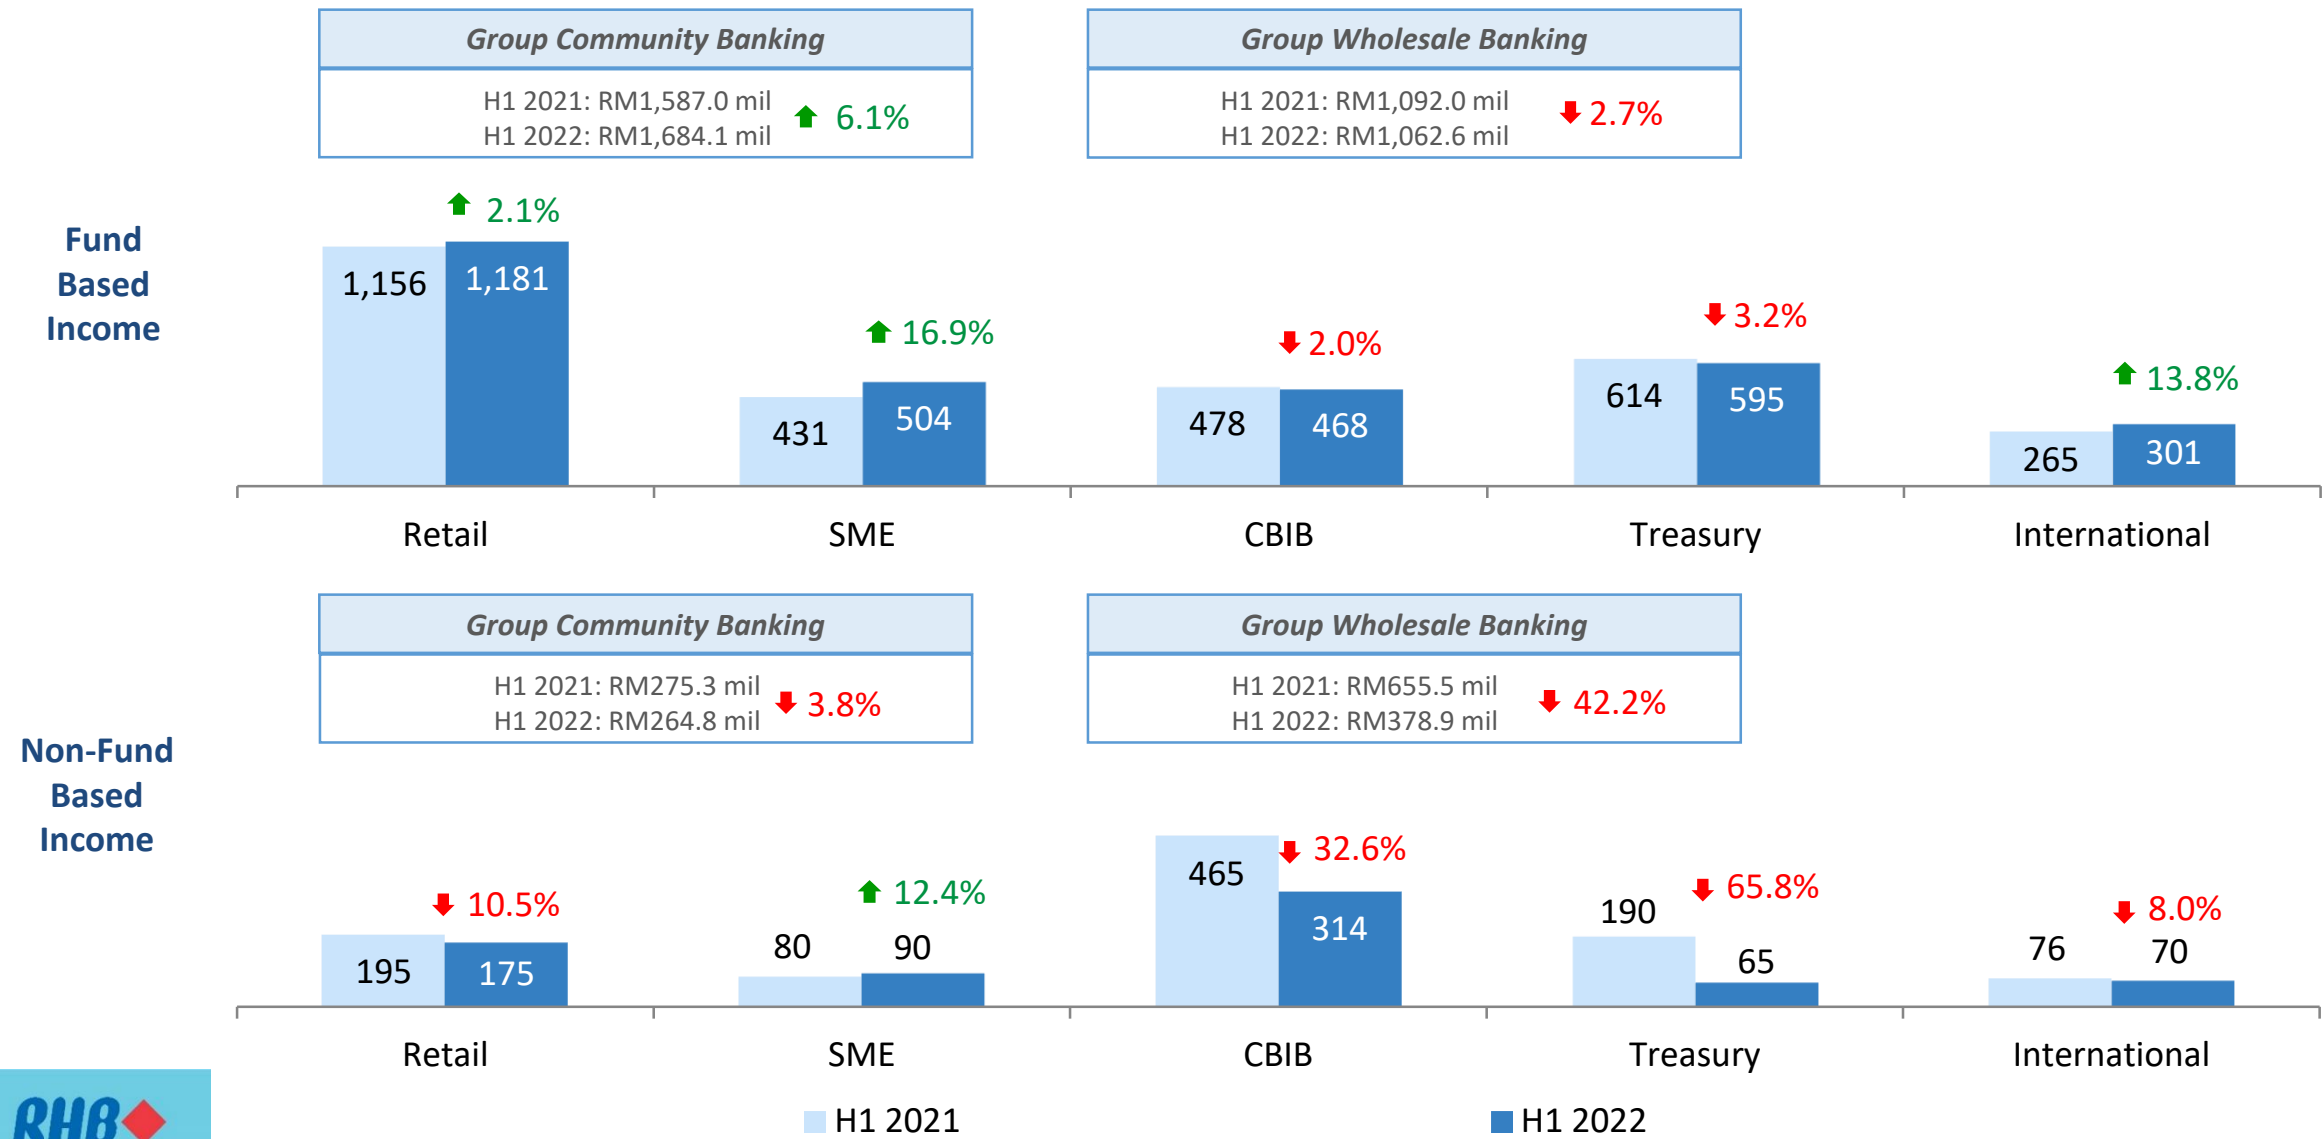 Group Community Banking
H1 2021: RM1,587.0 mil
H1 2022: RM1,684.1 mil
6.1%
Group Wholesale Banking
H1 2021: RM1,092.0 mil
H1 2022: RM1,062.6 mil
2.7%
Fund
Based
Income
2.1%
1,156 1,181
16.9%
431 504
2.0%
478 468
3.2%
614 595
13.8%
265 301
Retail SME CBIB Treasury International
Group Community Banking
H1 2021: RM275.3 mil
H1 2022: RM264.8 mil
3.8%
Group Wholesale Banking
H1 2021: RM655.5 mil
H1 2022: RM378.9 mil
42.2%
Non-Fund
Based
Income
10.5%
195 175
12.4%
80 90
32.6%
465 314
65.8%
190 65
8.0%
76 70
Retail SME CBIB Treasury International
RHB
H1 2021 H1 2022